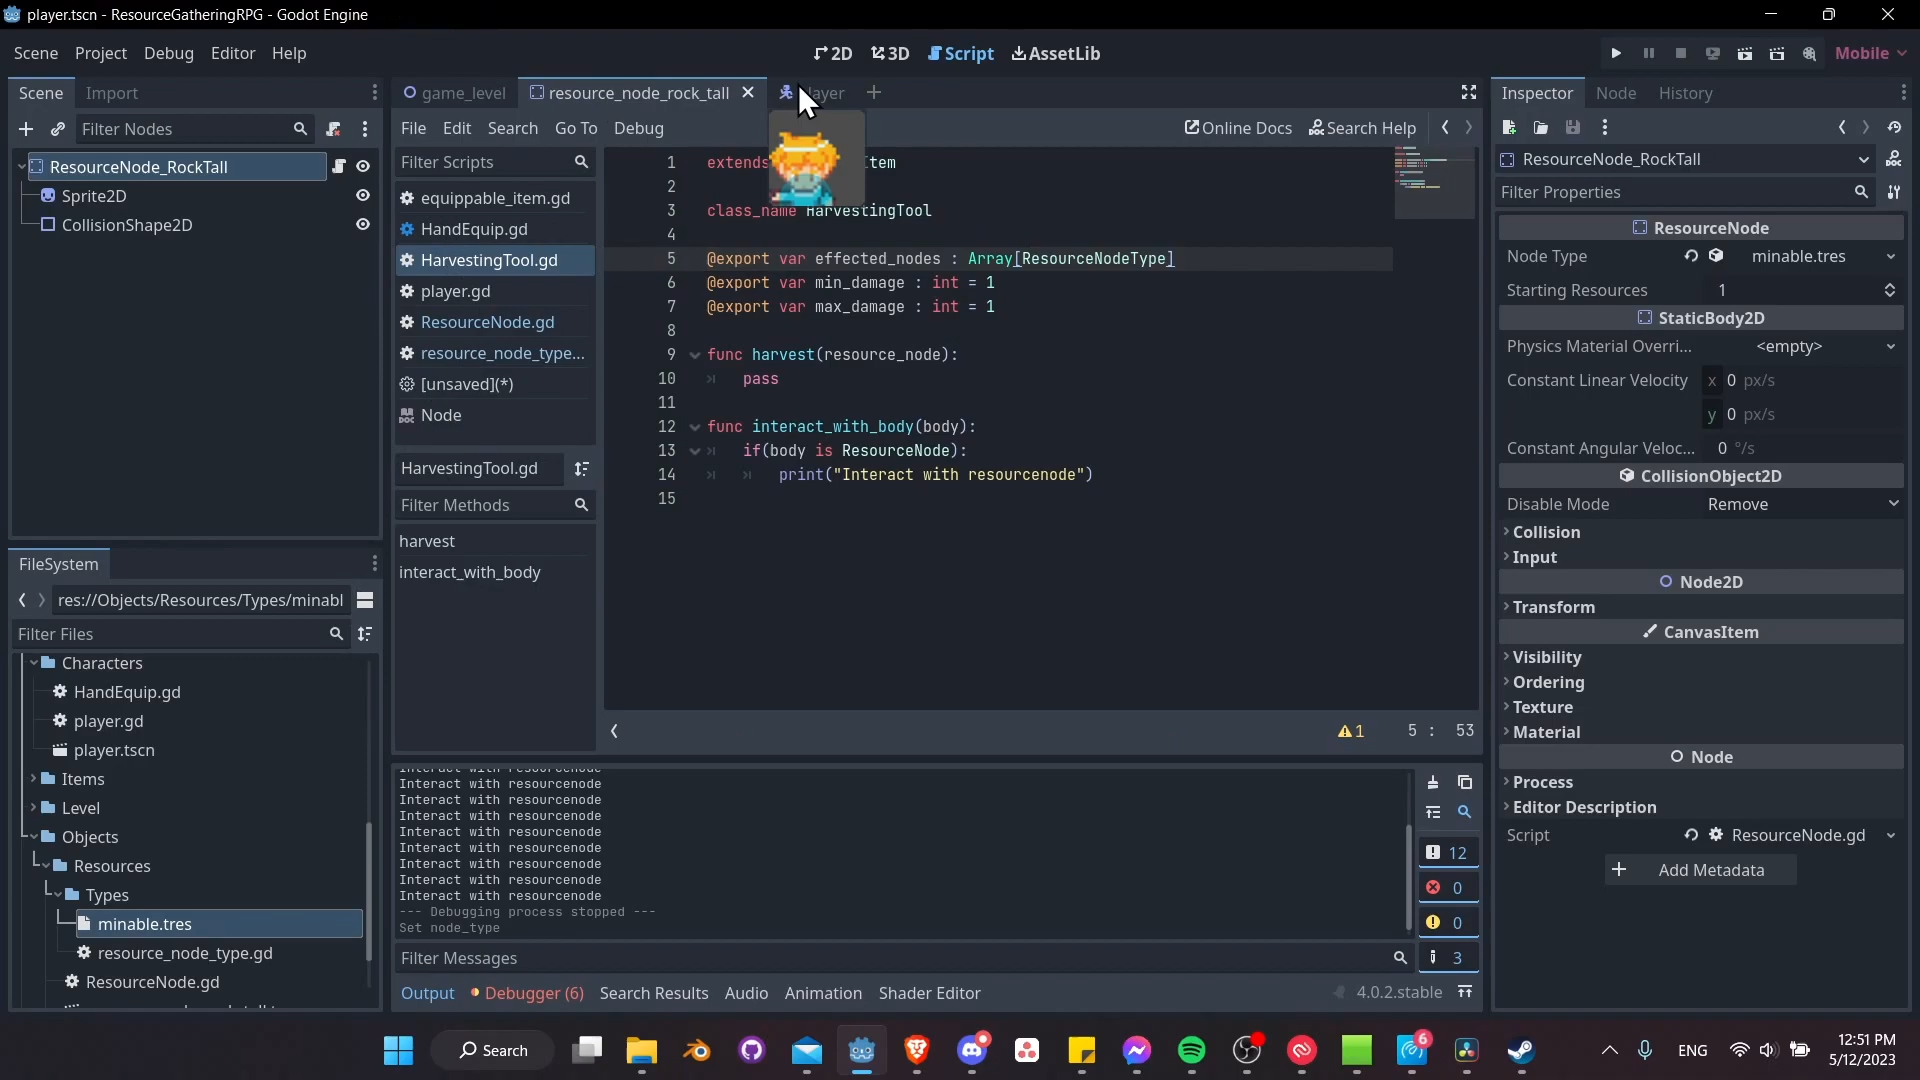 player.tscn - ResourceGatheringRPG - Godot Engine
Scene Project Debug Editor Help
2D 3D Script AssetLib
Mobile
Scene Import
Filter Nodes
ResourceNode_RockTall
Sprite2D
CollisionShape2D
FileSystem
res://Objects/Resources/Types/minabl
Filter Files
Characters
HandEquip.gd
player.gd
player.tscn
Items
Level
Objects
Resources
Types
minable.tres
resource_node_type.gd
ResourceNode.gd
game_level resource_node_rock_tall
File Edit Search Go To Debug
Online Docs Search Help
Filter Scripts
equippable_item.gd
HandEquip.gd
HarvestingTool.gd
player.gd
ResourceNode.gd
resource_node_type...
[unsaved](*)
Node
HarvestingTool.gd
Filter Methods
harvest
interact_with_body
1 extends tem
2
3 class_name HarvestingTool
4
5 @export var effected_nodes : Array[ResourceNodeType]
6 @export var min_damage : int = 1
7 @export var max_damage : int = 1
8
9 func harvest(resource_node):
10 pass
11
12 func interact_with_body(body):
13 if(body is ResourceNode):
14 print("Interact with resourcenode")
15
1 5 : 53
Interact with resourcenode
Interact with resourcenode
Interact with resourcenode
Interact with resourcenode
Interact with resourcenode
Interact with resourcenode
Interact with resourcenode
Interact with resourcenode
Interact with resourcenode
--- Debugging process stopped ---
Set node_type
12
0
0
3
Filter Messages
Output Debugger (6) Search Results Audio Animation Shader Editor
4.0.2.stable
Inspector Node History
ResourceNode_RockTall
Filter Properties
ResourceNode
Node Type minable.tres
Starting Resources 1
StaticBody2D
Physics Material Overri... <empty>
Constant Linear Velocity x 0 px/s
y 0 px/s
Constant Angular Veloc... 0 °/s
CollisionObject2D
Disable Mode Remove
Collision
Input
Node2D
Transform
CanvasItem
Visibility
Ordering
Texture
Material
Node
Process
Editor Description
Script ResourceNode.gd
Add Metadata
Search
6
ENG
12:51 PM
5/12/2023